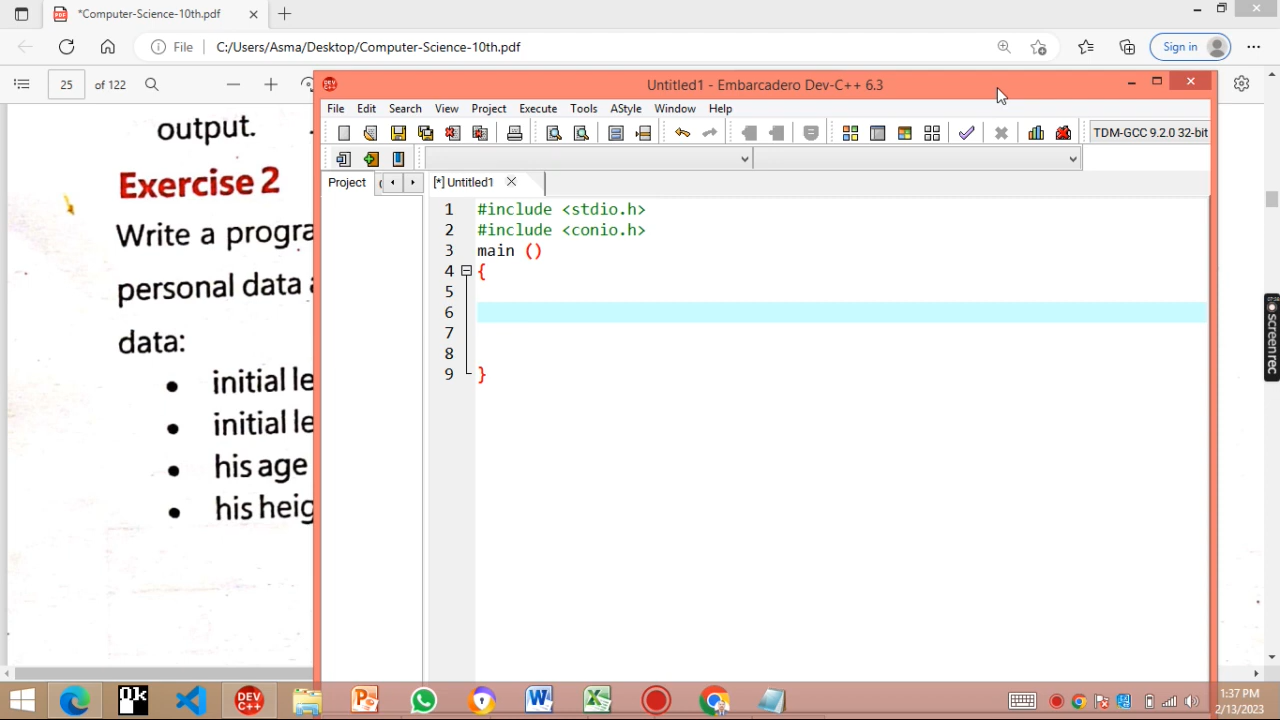 *Computer-Science-10th.pdf
File C:/Users/Asma/Desktop/Computer-Science-10th.pdf Sign in
25 of 122
output.
Exercise 2
Write a progra
personal data
data:
initial le
initial le
his age
his heig
Untitled1 - Embarcadero Dev-C++ 6.3
File Edit Search View Project Execute Tools AStyle Window Help
TDM-GCC 9.2.0 32-bit
Project
[*] Untitled1
1 #include <stdio.h>
2 #include <conio.h>
3 main ()
4 {
5
6
7
8
9 }
screenrec
DEV C++
1:37 PM
2/13/2023